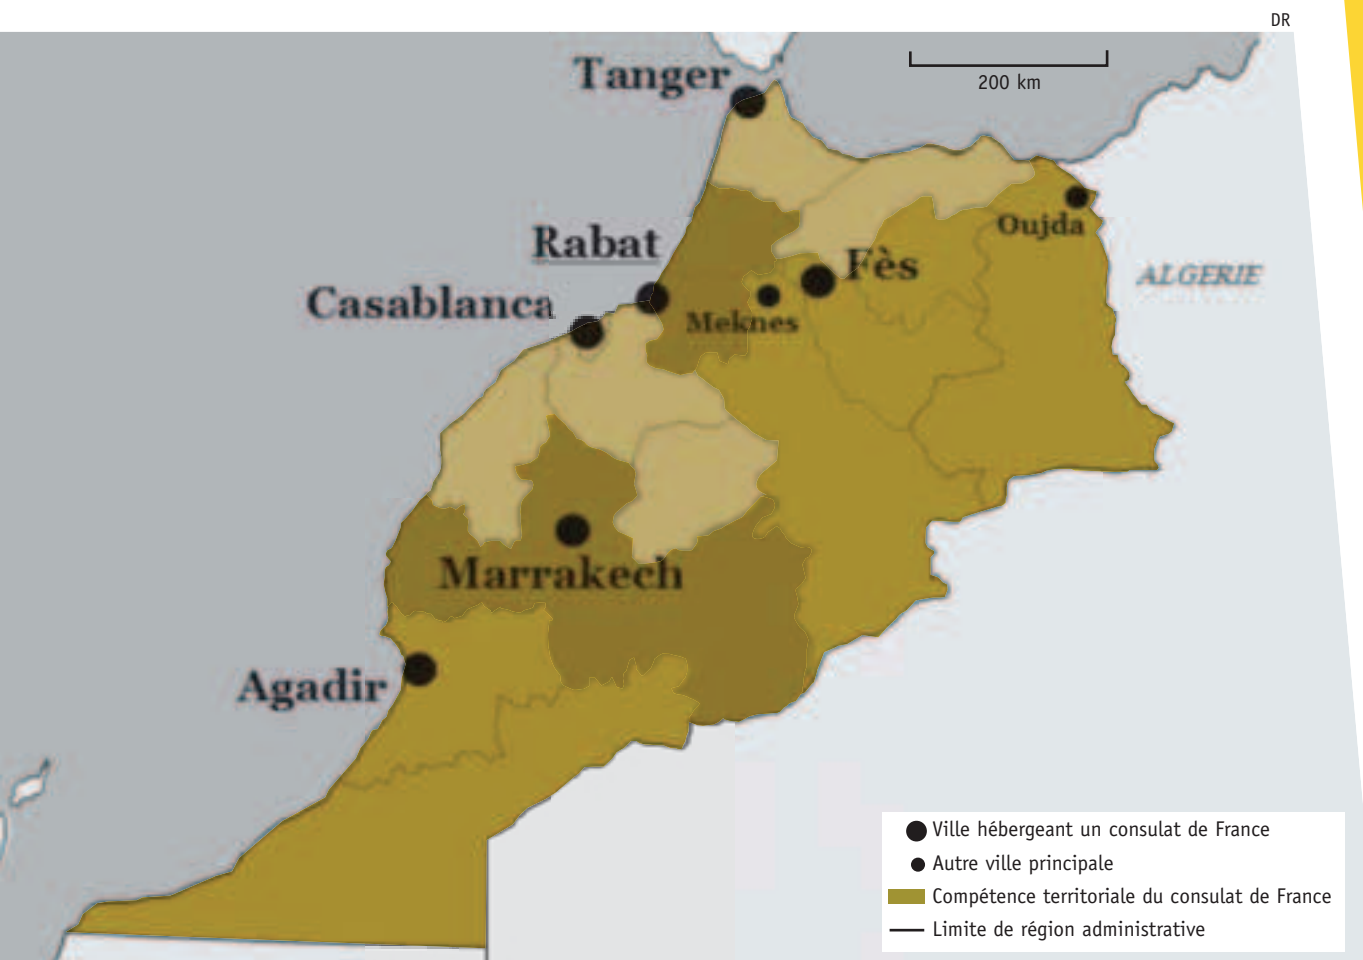 DR
200 km
Tanger
Oujda
Rabat
Fès
ALGERIE
Casablanca
Meknes
Marrakech
Agadir
Ville hébergeant un consulat de France
Autre ville principale
Compétence territoriale du consulat de France
Limite de région administrative